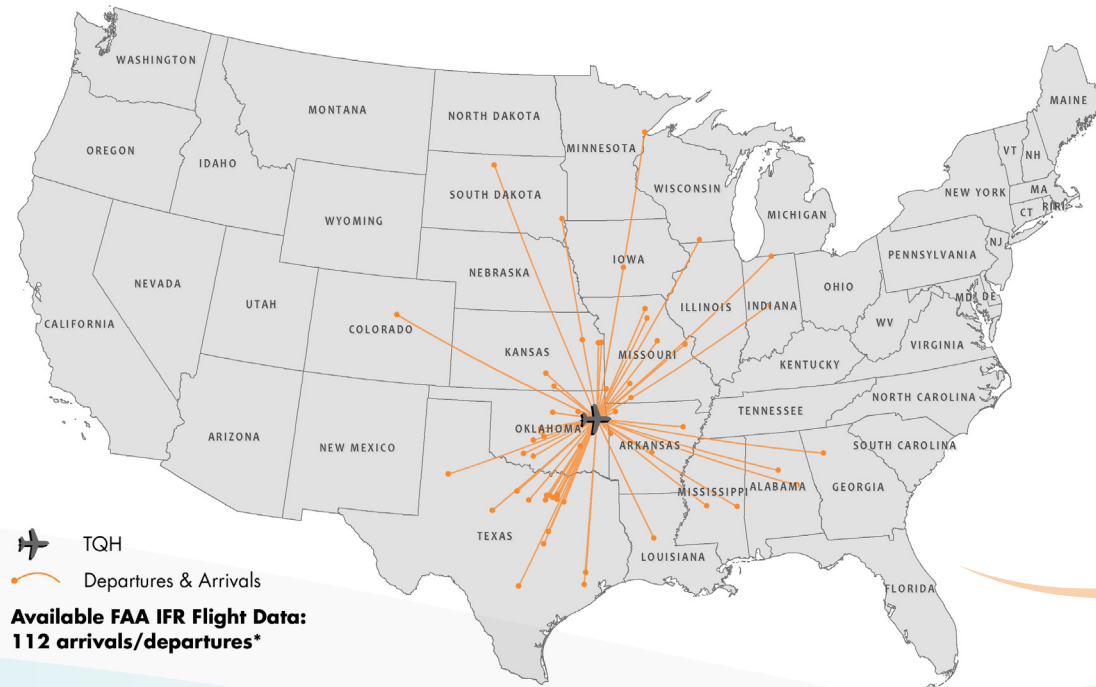 WASHINGTON
MAINE
MONTANA
NORTH DAKOTA
OREGON
IDAHO
MINNESOTA
VT
NH
SOUTH DAKOTA
WISCONSIN
NEW YORK
MA
WYOMING
MICHIGAN
CT
RI
RI
IOWA
NJ
NEBRASKA
PENNSYLVANIA
NEVADA
UTAH
OHIO
ILLINOIS
INDIANA
MD
DE
CALIFORNIA
COLORADO
WV
KANSAS
MISSOURI
VIRGINIA
KENTUCKY
NORTH CAROLINA
TENNESSEE
ARIZONA
NEW MEXICO
OKLAHOMA
ARKANSAS
SOUTH CAROLINA
MISSISSIPPI
ALABAMA
GEORGIA
TEXAS
LOUISIANA
FLORIDA
TQH
Departures & Arrivals
Available FAA IFR Flight Data:
112 arrivals/departures*